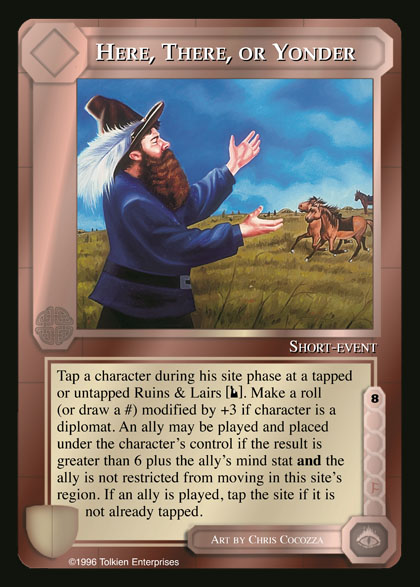 Here, There, or Yonder
Short-event
Tap a character during his site phase at a tapped
or untapped Ruins & Lairs [ ]. Make a roll
(or draw a #) modified by +3 if character is a
diplomat. An ally may be played and placed
under the character's control if the result is
greater than 6 plus the ally's mind stat and the
ally is not restricted from moving in this site's
region. If an ally is played, tap the site if it is
not already tapped.
8
R
Art by Chris Cocozza
©1996 Tolkien Enterprises